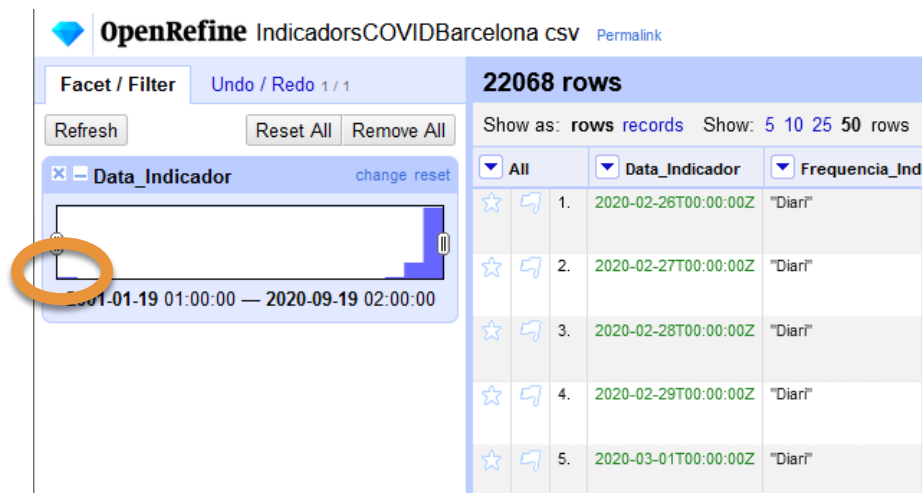 OpenRefine IndicadorsCOVIDBarcelona csv Permalink
Facet / Filter Undo / Redo 1 / 1
Refresh Reset All Remove All
Data_Indicador change reset
2001-01-19 01:00:00 — 2020-09-19 02:00:00
22068 rows
Show as: rows records Show: 5 10 25 50 rows
All Data_Indicador Frequencia_Ind
1. 2020-02-26T00:00:00Z "Diari"
2. 2020-02-27T00:00:00Z "Diari"
3. 2020-02-28T00:00:00Z "Diari"
4. 2020-02-29T00:00:00Z "Diari"
5. 2020-03-01T00:00:00Z "Diari"